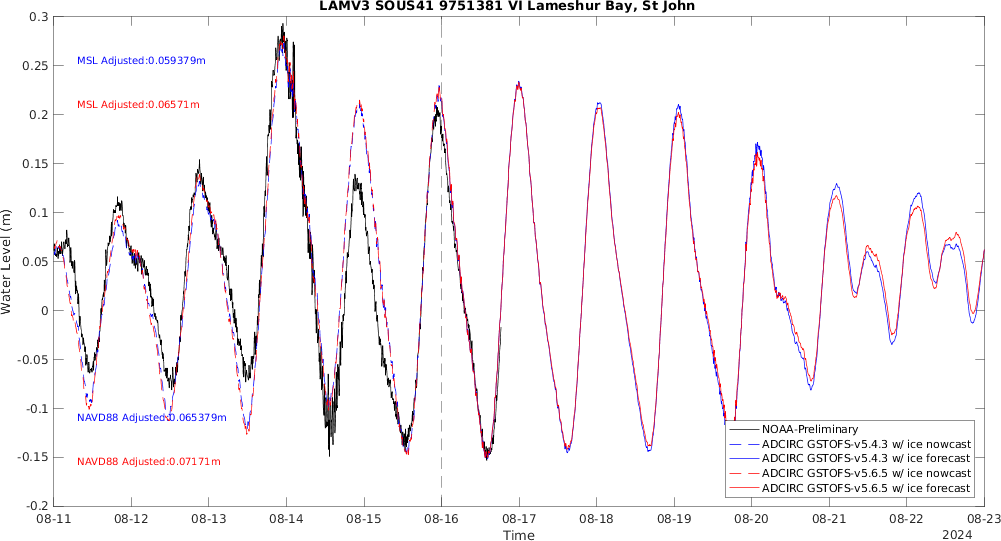 LAMV3 SOUS41 9751381 VI Lameshur Bay, St John
0.3
0.25
0.2
0.15
0.1
0.05
0
-0.05
-0.1
-0.15
-0.2
Water Level (m)
MSL Adjusted:0.059379m
MSL Adjusted:0.06571m
NAVD88 Adjusted:0.065379m
NAVD88 Adjusted:0.07171m
NOAA-Preliminary
ADCIRC GSTOFS-v5.4.3 w/ ice nowcast
ADCIRC GSTOFS-v5.4.3 w/ ice forecast
ADCIRC GSTOFS-v5.6.5 w/ ice nowcast
ADCIRC GSTOFS-v5.6.5 w/ ice forecast
08-11 08-12 08-13 08-14 08-15 08-16 08-17 08-18 08-19 08-20 08-21 08-22 08-23
Time
2024